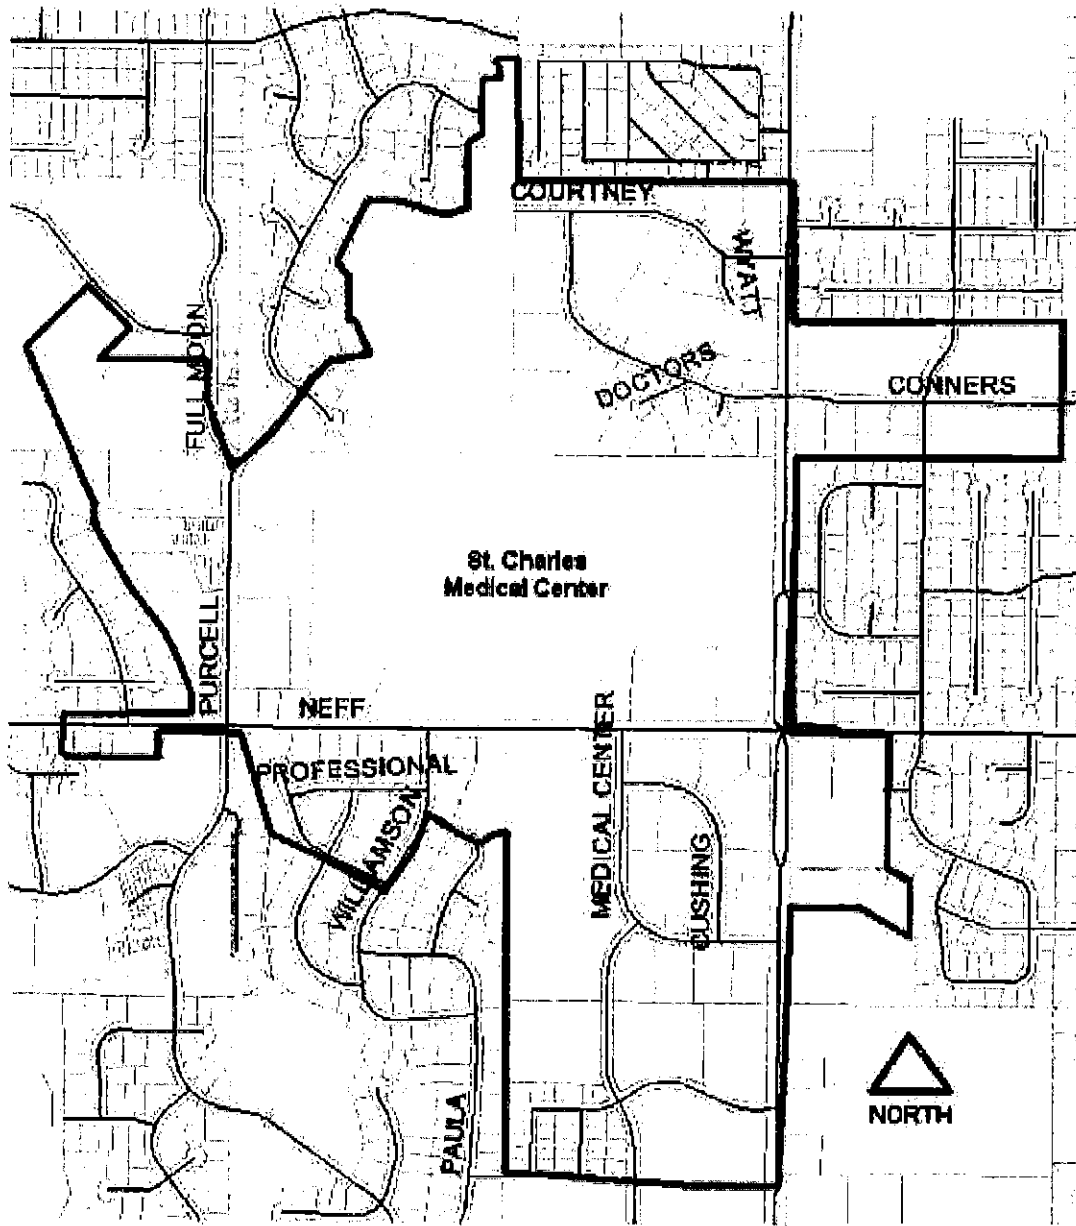 COURTNEY
WYATT
FULL MOON
DOCTORS
CONNERS
St. Charles
Medical Center
PURCELL
NEFF
MEDICAL CENTER
PROFESSIONAL
WILLIAMSON
CUSHING
PAULA
NORTH